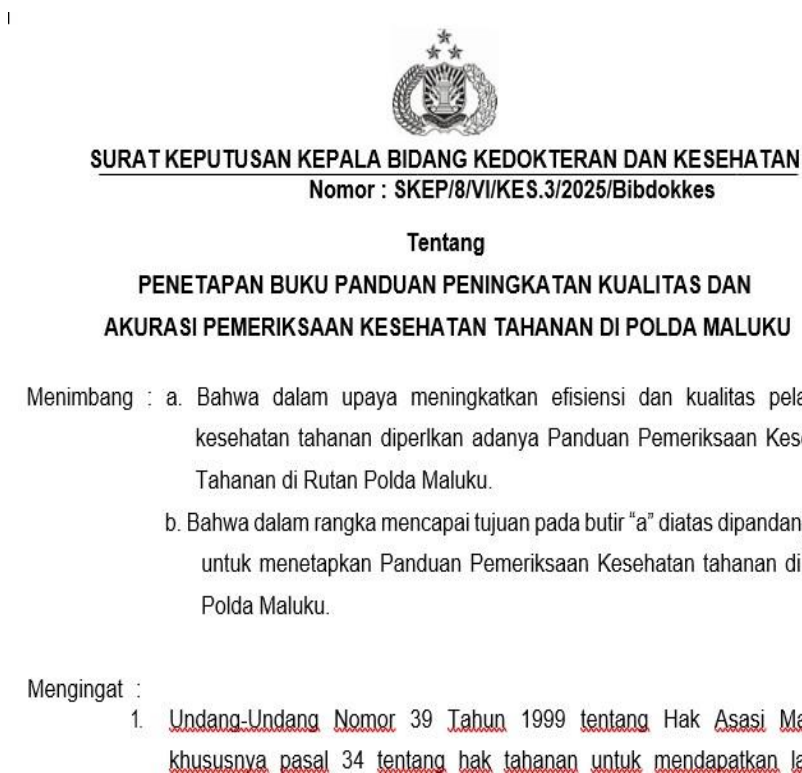 SURAT KEPUTUSAN KEPALA BIDANG KEDOKTERAN DAN KESEHATAN
Nomor : SKEP/8/VI/KES.3/2025/Bibdokkes
Tentang
PENETAPAN BUKU PANDUAN PENINGKATAN KUALITAS DAN
AKURASI PEMERIKSAAN KESEHATAN TAHANAN DI POLDA MALUKU
Menimbang : a. Bahwa dalam upaya meningkatkan efisiensi dan kualitas
kesehatan tahanan diperlkan adanya Panduan Pemeriksaan
Tahanan di Rutan Polda Maluku.
b. Bahwa dalam rangka mencapai tujuan pada butir “a” diatas
untuk menetapkan Panduan Pemeriksaan Kesehatan tahanan di
Polda Maluku.
Mengingat :
1. Undang-Undang Nomor 39 Tahun 1999 tentang Hak Asasi
khususnya pasal 34 tentang hak tahanan untuk mendapatkan